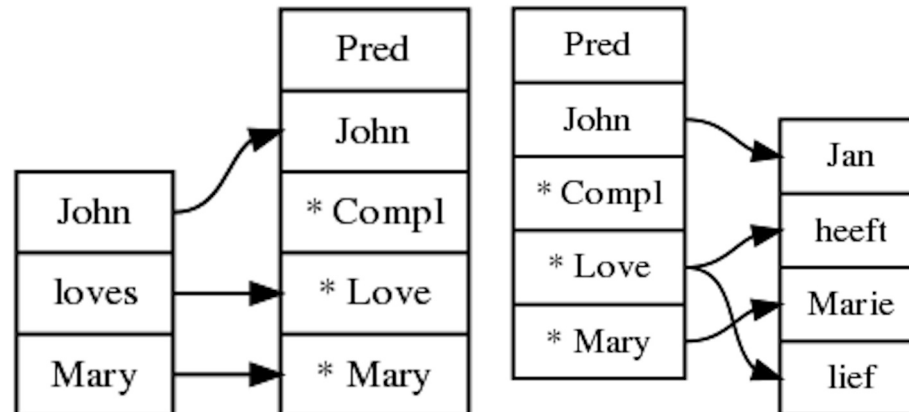 John
loves
Mary
Pred
John
* Compl
* Love
* Mary
Pred
John
* Compl
* Love
* Mary
Jan
heeft
Marie
lief